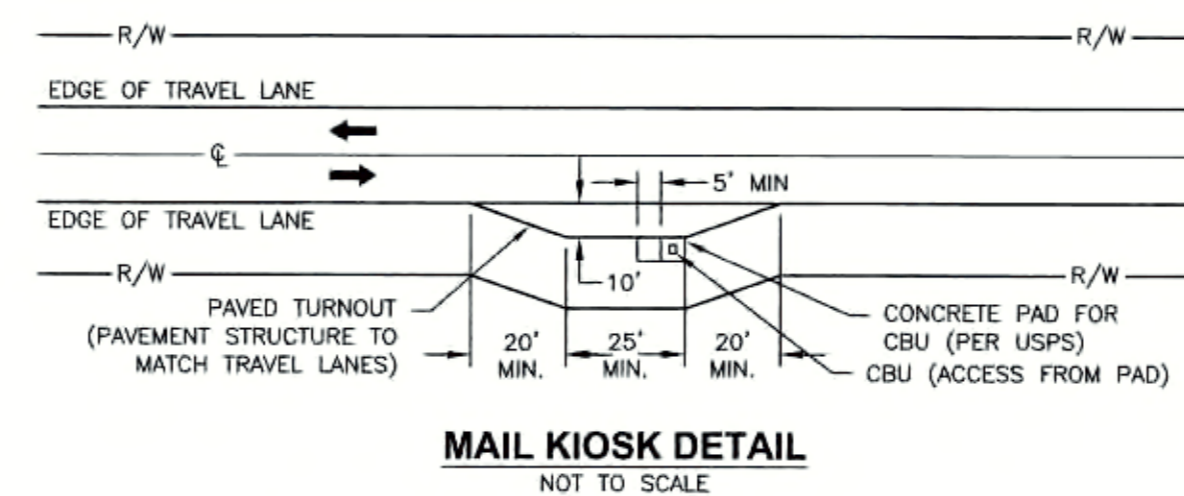 R/W
R/W
EDGE OF TRAVEL LANE
℄
5' MIN
EDGE OF TRAVEL LANE
R/W
10'
R/W
PAVED TURNOUT
(PAVEMENT STRUCTURE TO
MATCH TRAVEL LANES)
20'
MIN.
25'
MIN.
20'
MIN.
CONCRETE PAD FOR
CBU (PER USPS)
CBU (ACCESS FROM PAD)
MAIL KIOSK DETAIL
NOT TO SCALE